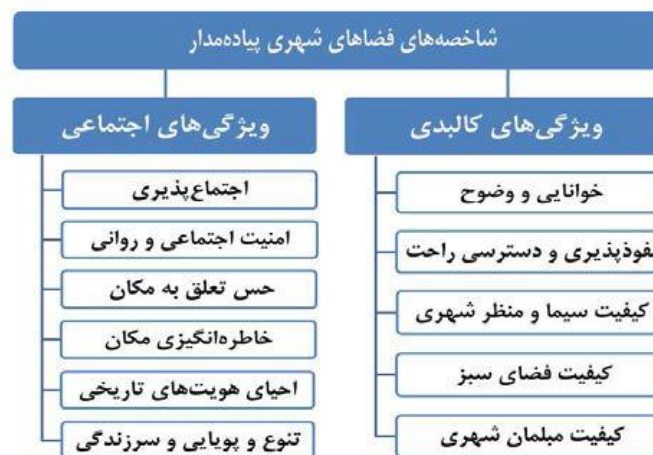 شاخصه‌های فضاهای شهری پیاده‌مدار
ویژگی‌های کالبدی
خوانایی و وضوح
نفوذپذیری و دسترسی راحت
کیفیت سیما و منظر شهری
کیفیت فضای سبز
کیفیت مبلمان شهری
ویژگی‌های اجتماعی
اجتماع‌پذیری
امنیت اجتماعی و روانی
حس تعلق به مکان
خاطره‌انگیزی مکان
احیای هویت‌های تاریخی
تنوع و پویایی و سرزندگی